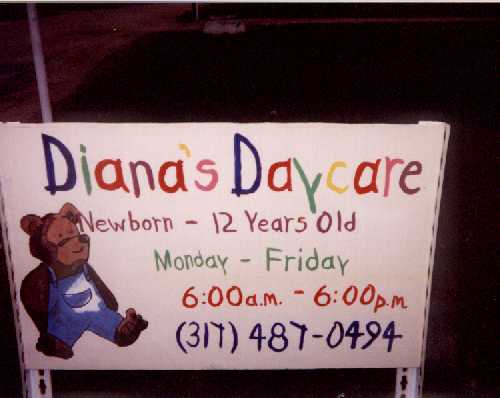 Diana's Daycare
Newborn - 12 Years Old
Monday - Friday
6:00a.m. - 6:00p.m
(317) 487-0494